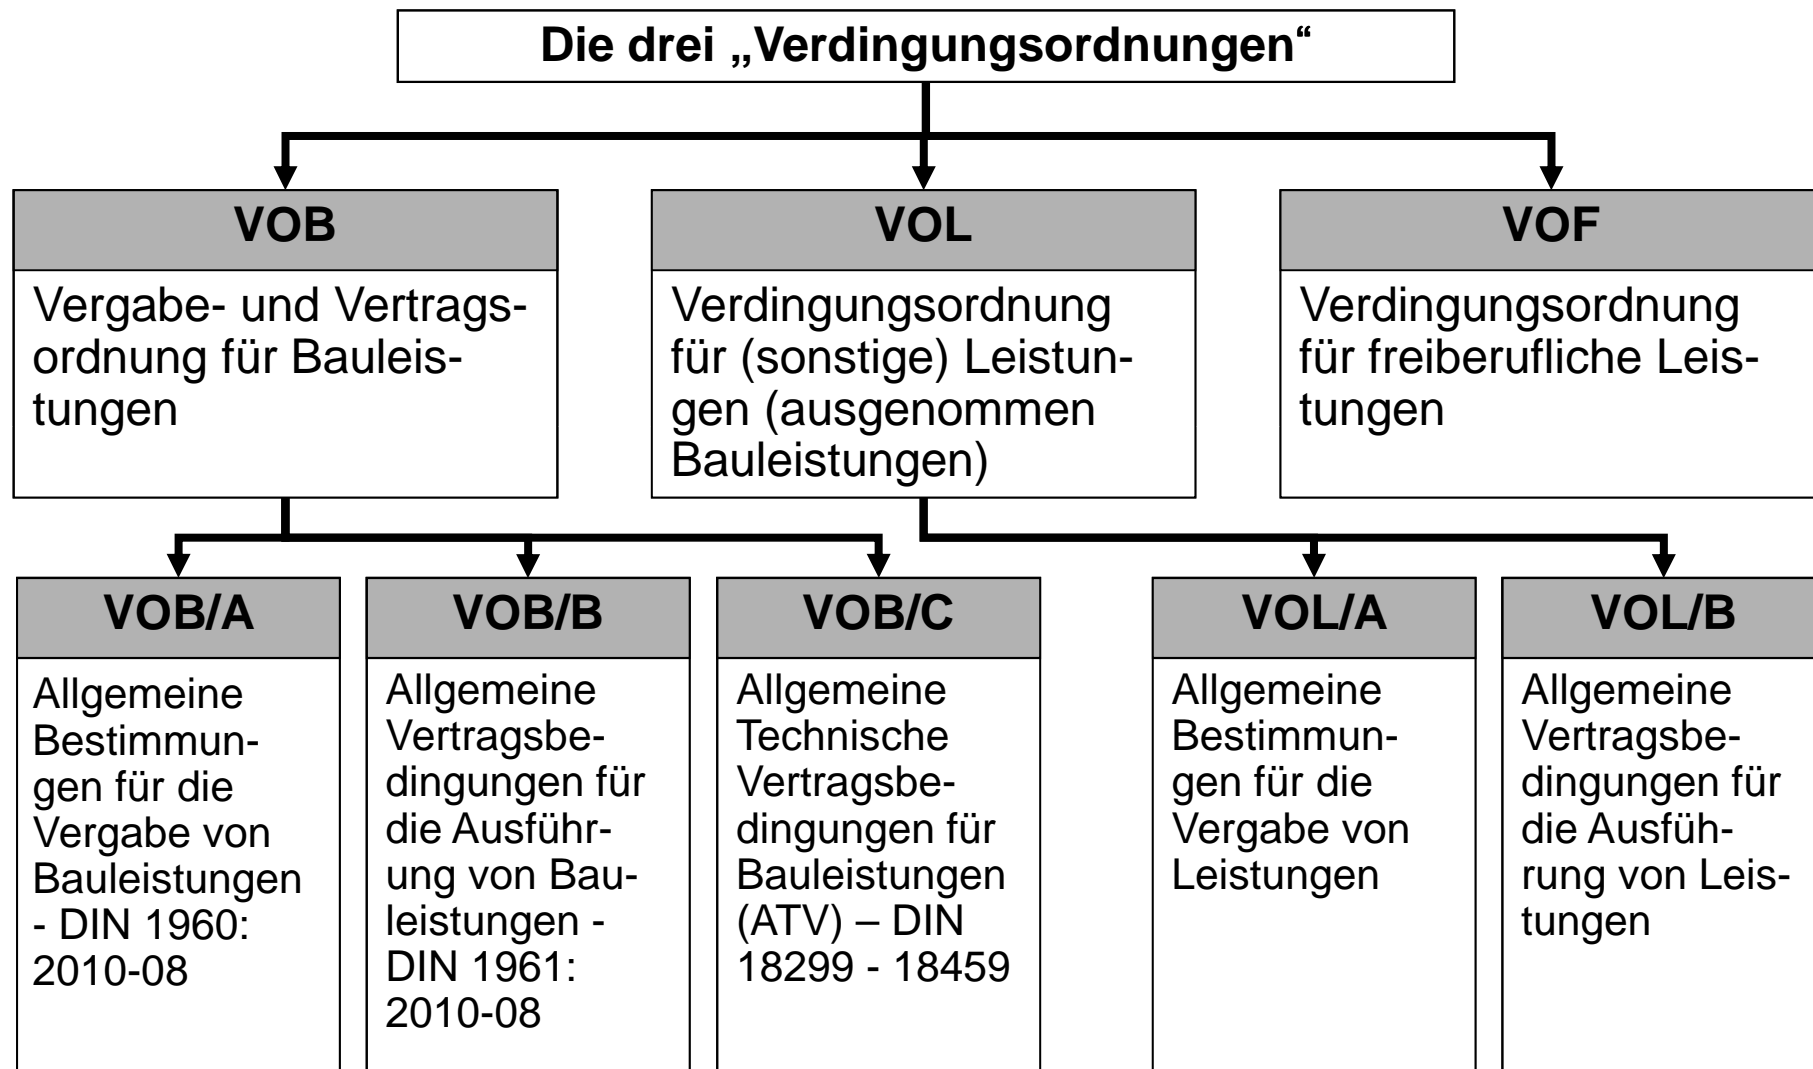 Die drei „Verdingungsordnungen“
VOB
Vergabe- und Vertrags-
ordnung für Bauleis-
tungen
VOL
Verdingungsordnung
für (sonstige) Leistun-
gen (ausgenommen
Bauleistungen)
VOF
Verdingungsordnung
für freiberufliche Leis-
tungen
VOB/A
Allgemeine
Bestimmun-
gen für die
Vergabe von
Bauleistungen
- DIN 1960:
2010-08
VOB/B
Allgemeine
Vertragsbe-
dingungen für
die Ausführ-
ung von Bau-
leistungen -
DIN 1961:
2010-08
VOB/C
Allgemeine
Technische
Vertragsbe-
dingungen für
Bauleistungen
(ATV) – DIN
18299 - 18459
VOL/A
Allgemeine
Bestimmun-
gen für die
Vergabe von
Leistungen
VOL/B
Allgemeine
Vertragsbe-
dingungen für
die Ausfüh-
rung von Leis-
tungen